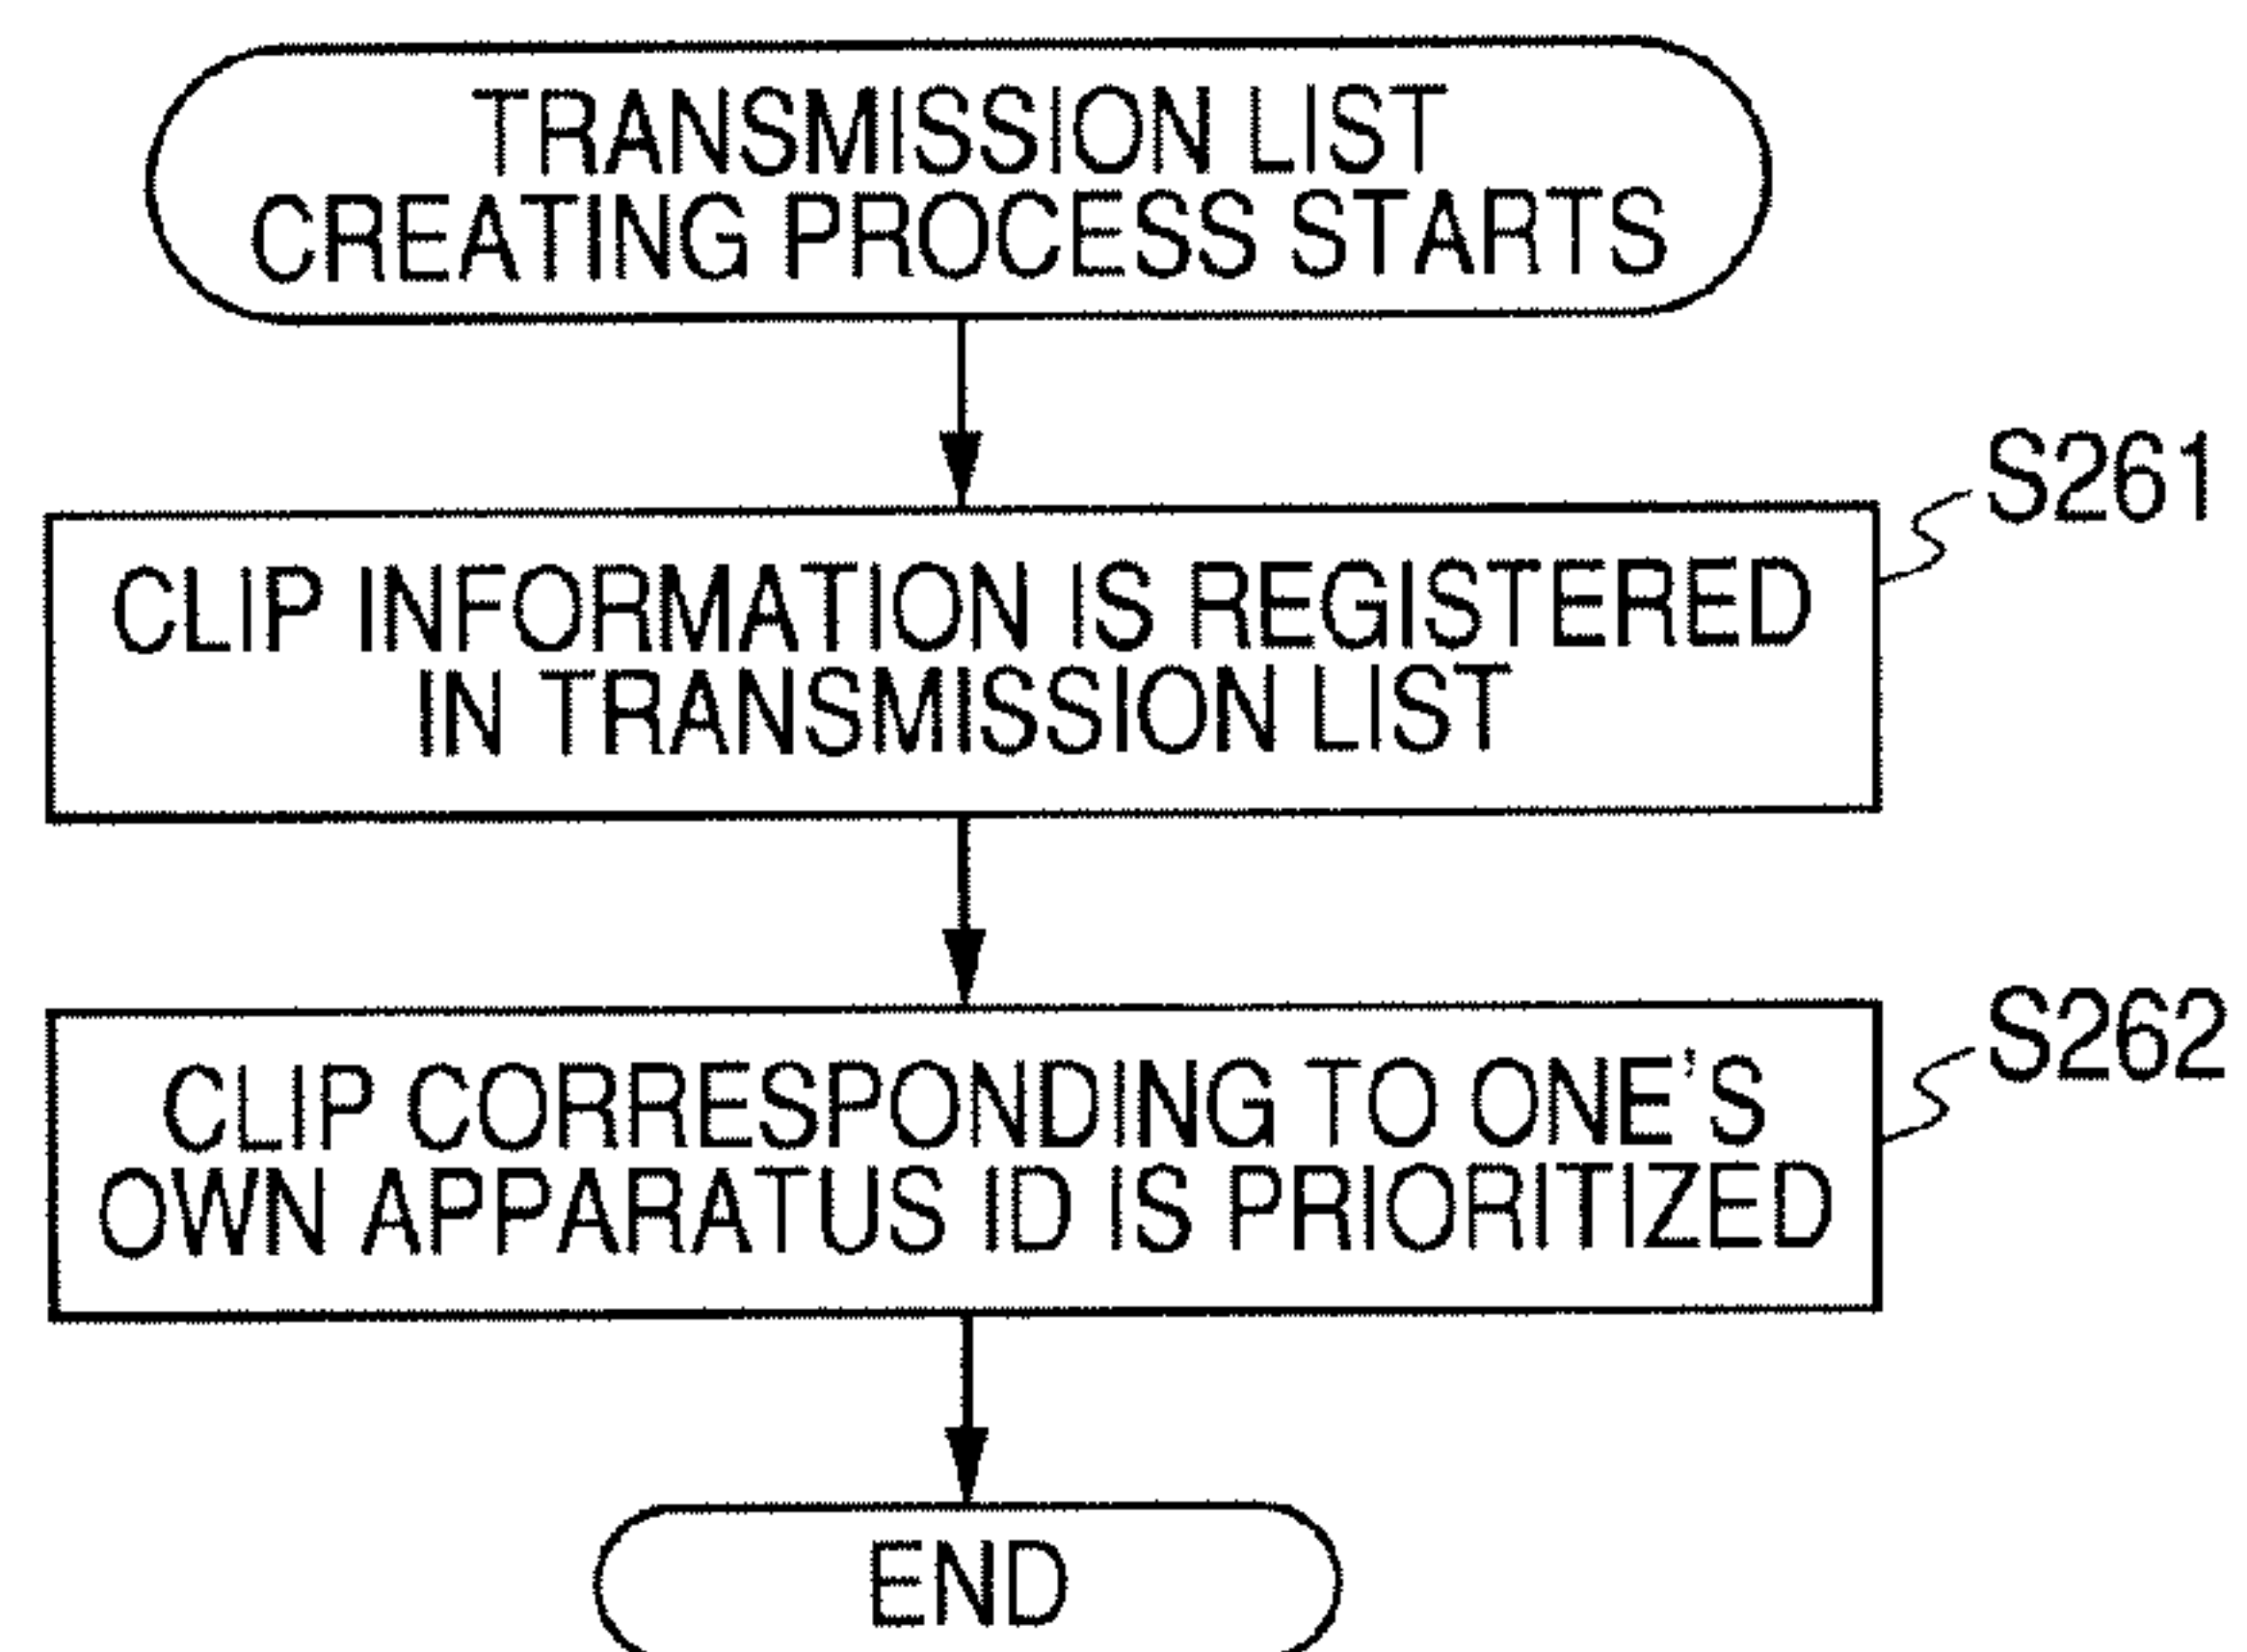 TRANSMISSION LIST
CREATING PROCESS STARTS
S261
CLIP INFORMATION IS REGISTERED
IN TRANSMISSION LIST
S262
CLIP CORRESPONDING TO ONE'S
OWN APPARATUS ID IS PRIORITIZED
END